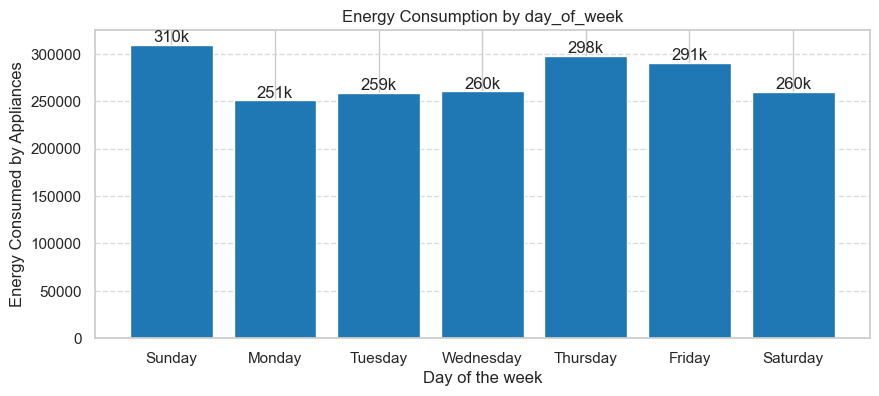 Energy Consumption by day_of_week
Energy Consumed by Appliances
300000
250000
200000
150000
100000
50000
0
310k
251k
259k
260k
298k
291k
260k
Sunday
Monday
Tuesday
Wednesday
Thursday
Friday
Saturday
Day of the week